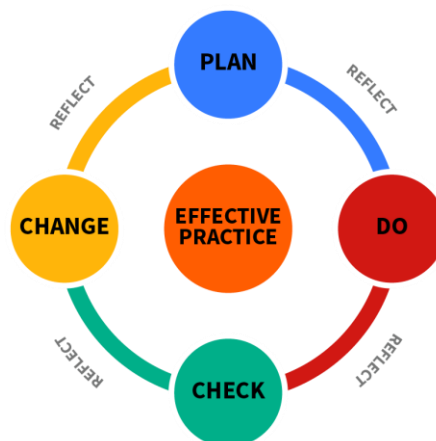 PLAN
REFLECT
REFLECT
CHANGE
EFFECTIVE
PRACTICE
DO
REFLECT
REFLECT
CHECK